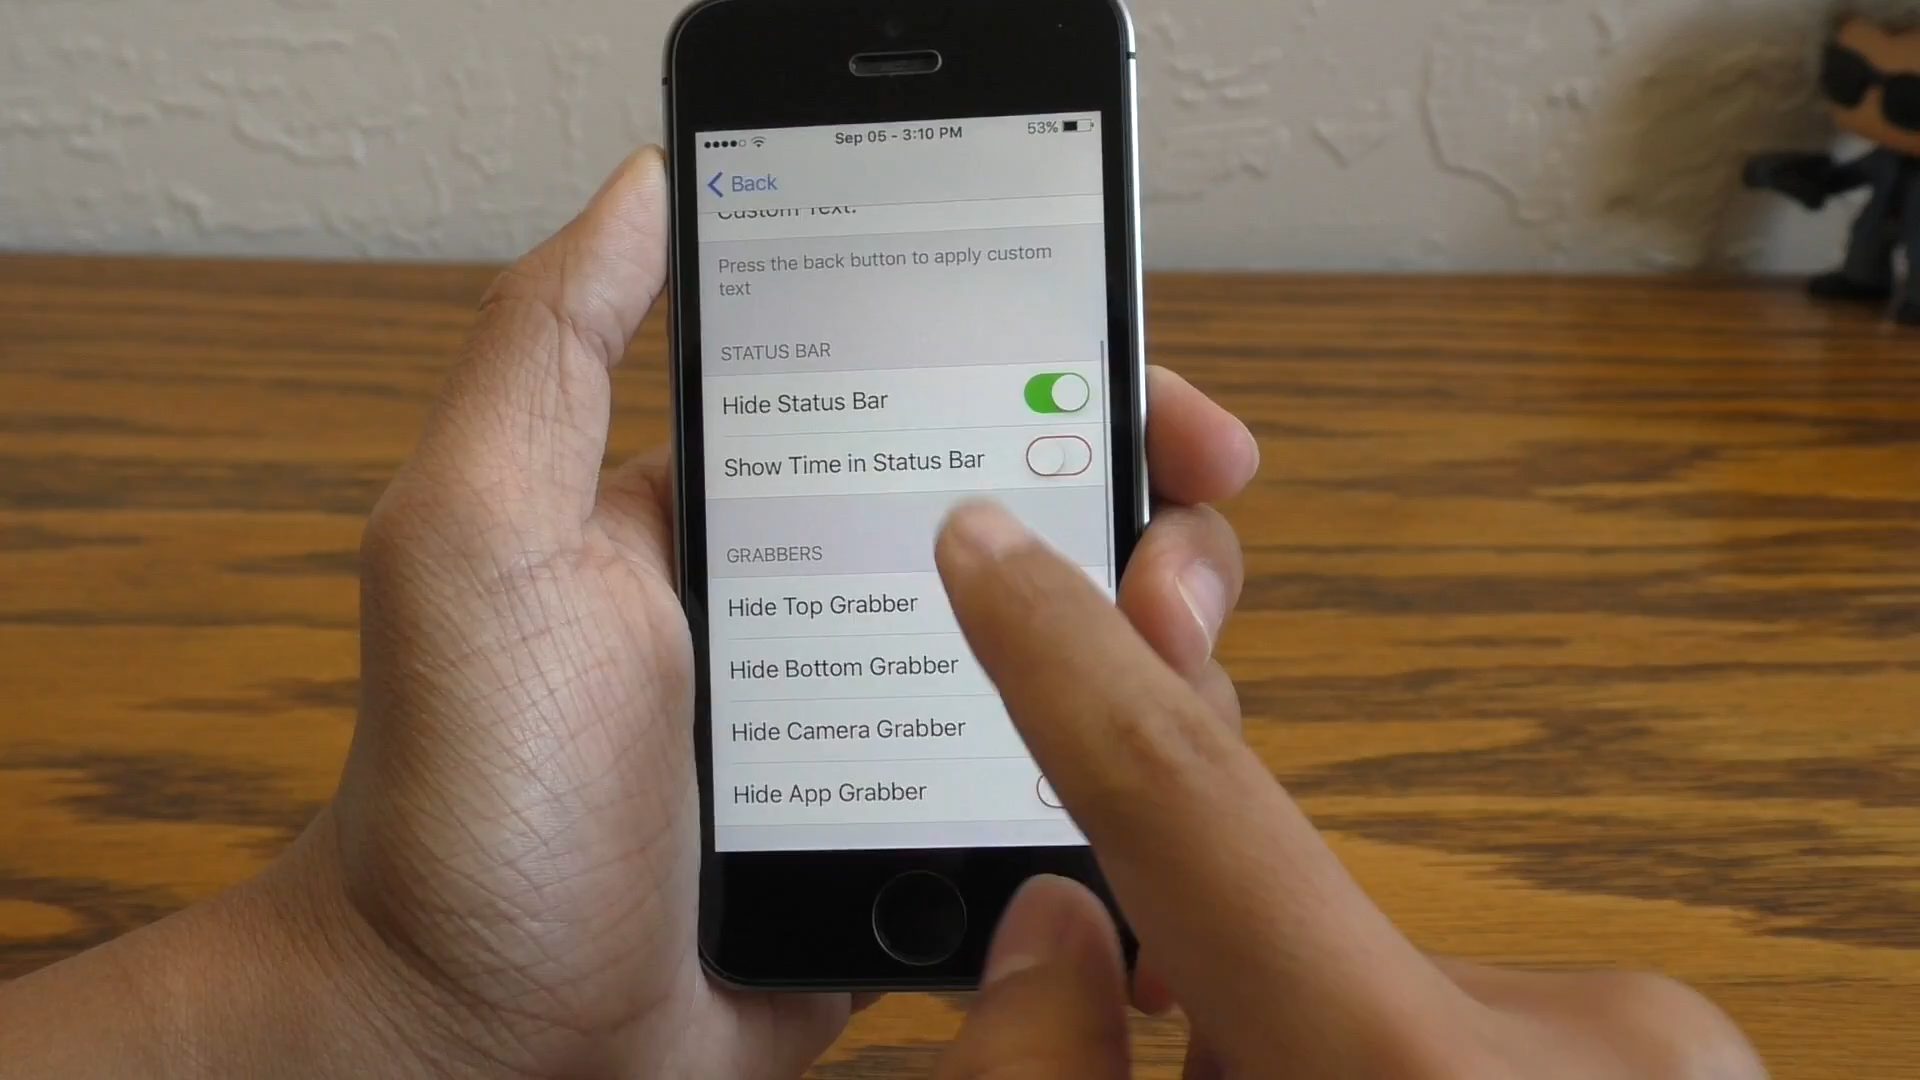 Sep 05 - 3:10 PM
53%
Back
Custom Text:
Press the back button to apply custom
text
STATUS BAR
Hide Status Bar
Show Time in Status Bar
GRABBERS
Hide Top Grabber
Hide Bottom Grabber
Hide Camera Grabber
Hide App Grabber